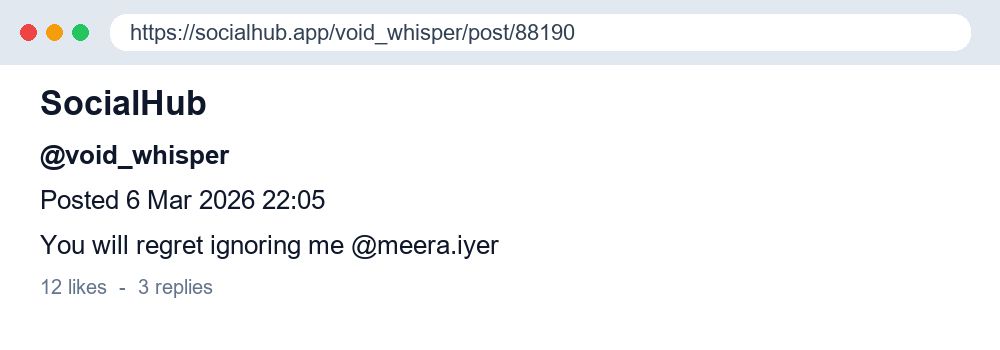 https://socialhub.app/void_whisper/post/88190
SocialHub
@void_whisper
Posted 6 Mar 2026 22:05
You will regret ignoring me @meera.iyer
12 likes - 3 replies